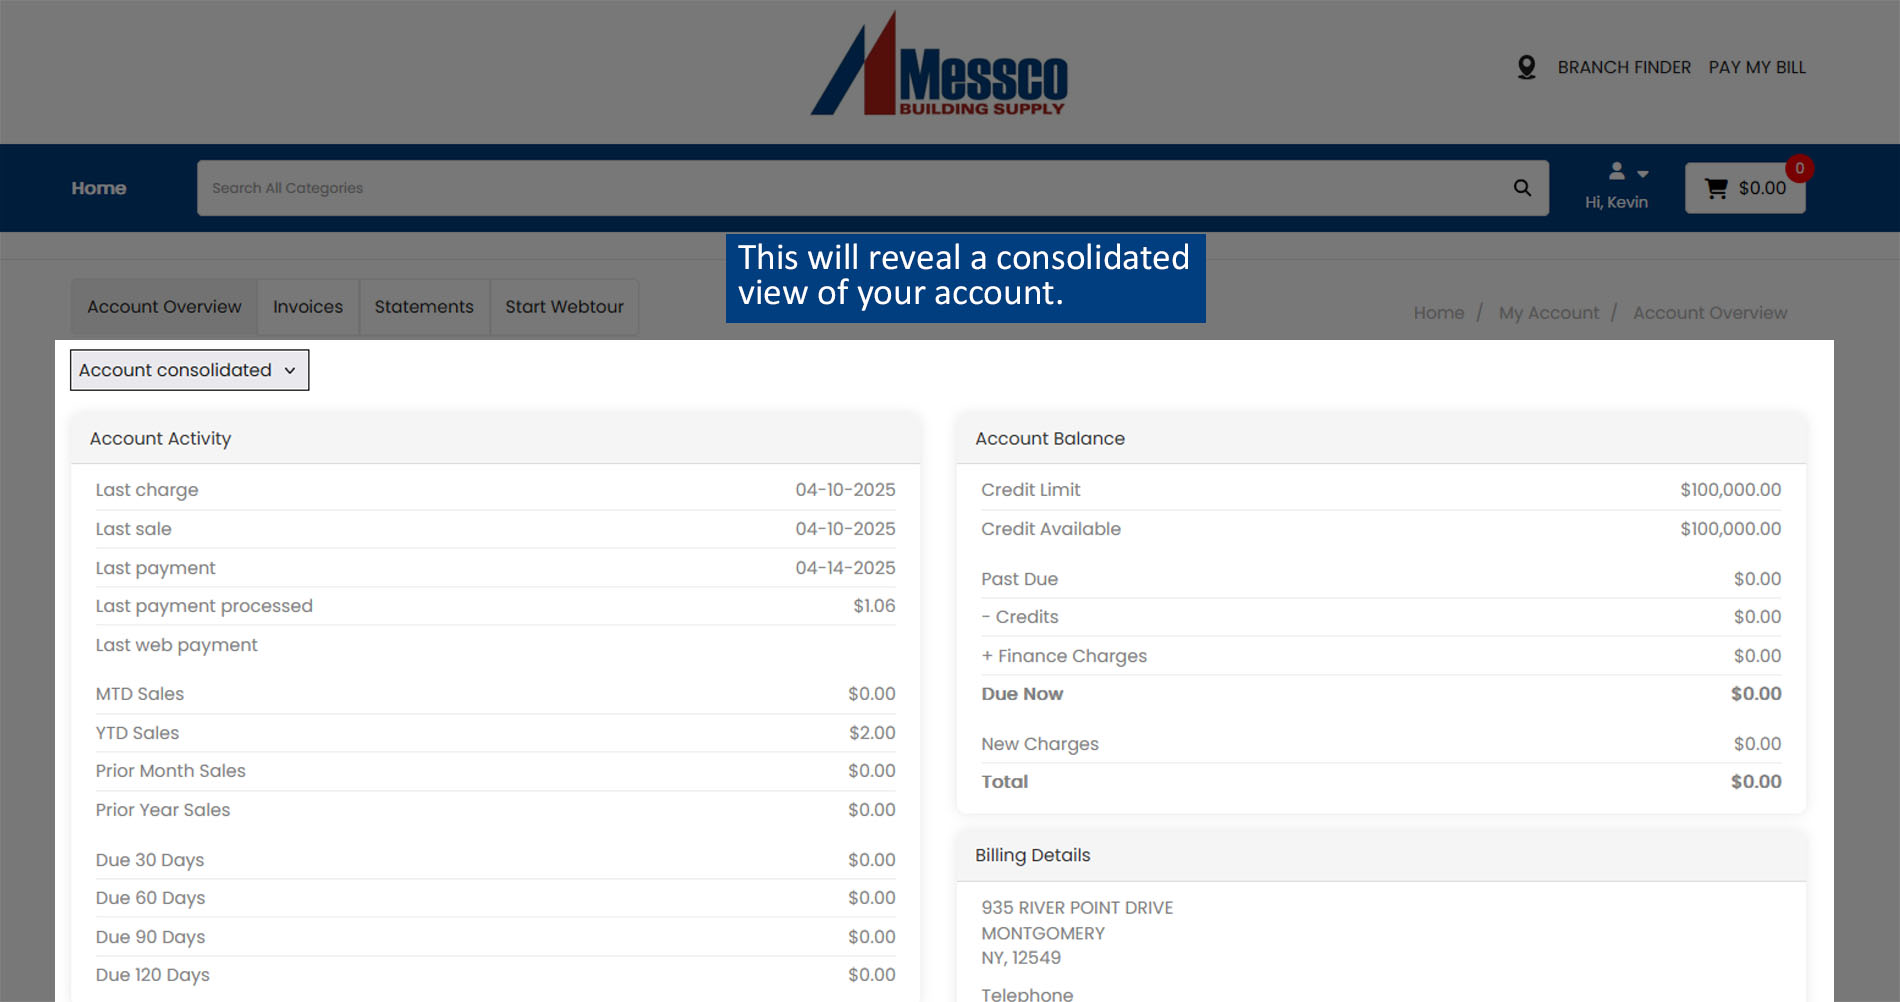 Messco
BUILDING SUPPLY
BRANCH FINDER PAY MY BILL
Home
Search All Categories
Hi, Kevin
0
$0.00
This will reveal a consolidated
view of your account.
Account Overview Invoices Statements Start Webtour
Home / My Account / Account Overview
Account consolidated
Account Activity
Last charge 04-10-2025
Last sale 04-10-2025
Last payment 04-14-2025
Last payment processed $1.06
Last web payment
MTD Sales $0.00
YTD Sales $2.00
Prior Month Sales $0.00
Prior Year Sales $0.00
Due 30 Days $0.00
Due 60 Days $0.00
Due 90 Days $0.00
Due 120 Days $0.00
Account Balance
Credit Limit $100,000.00
Credit Available $100,000.00
Past Due $0.00
- Credits $0.00
+ Finance Charges $0.00
Due Now $0.00
New Charges $0.00
Total $0.00
Billing Details
935 RIVER POINT DRIVE
MONTGOMERY
NY, 12549
Telephone